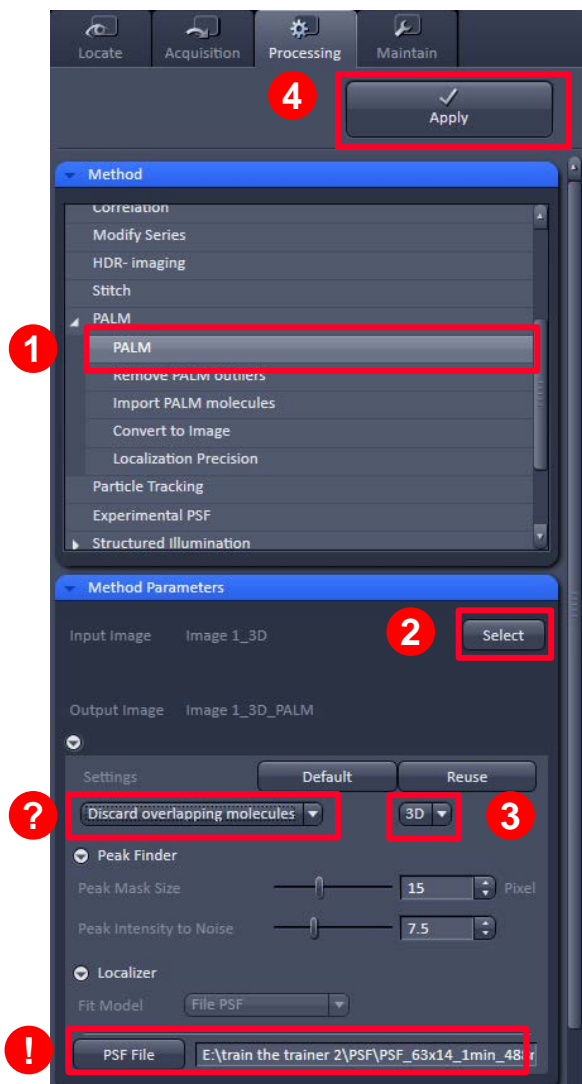 Locate Acquisition Processing Maintain
4
Apply
Method
Correlation
Modify Series
HDR- imaging
Stitch
PALM
1
PALM
Remove PALM outliers
Import PALM molecules
Convert to Image
Localization Precision
Particle Tracking
Experimental PSF
Structured Illumination
Method Parameters
Input Image Image 1_3D 2 Select
Output Image Image 1_3D_PALM
Settings Default Reuse
? Discard overlapping molecules 3D 3
Peak Finder
Peak Mask Size 15 Pixel
Peak Intensity to Noise 7.5
Localizer
Fit Model File PSF
! PSF File E:\train the trainer 2\PSF\PSF_63x14_1min_488